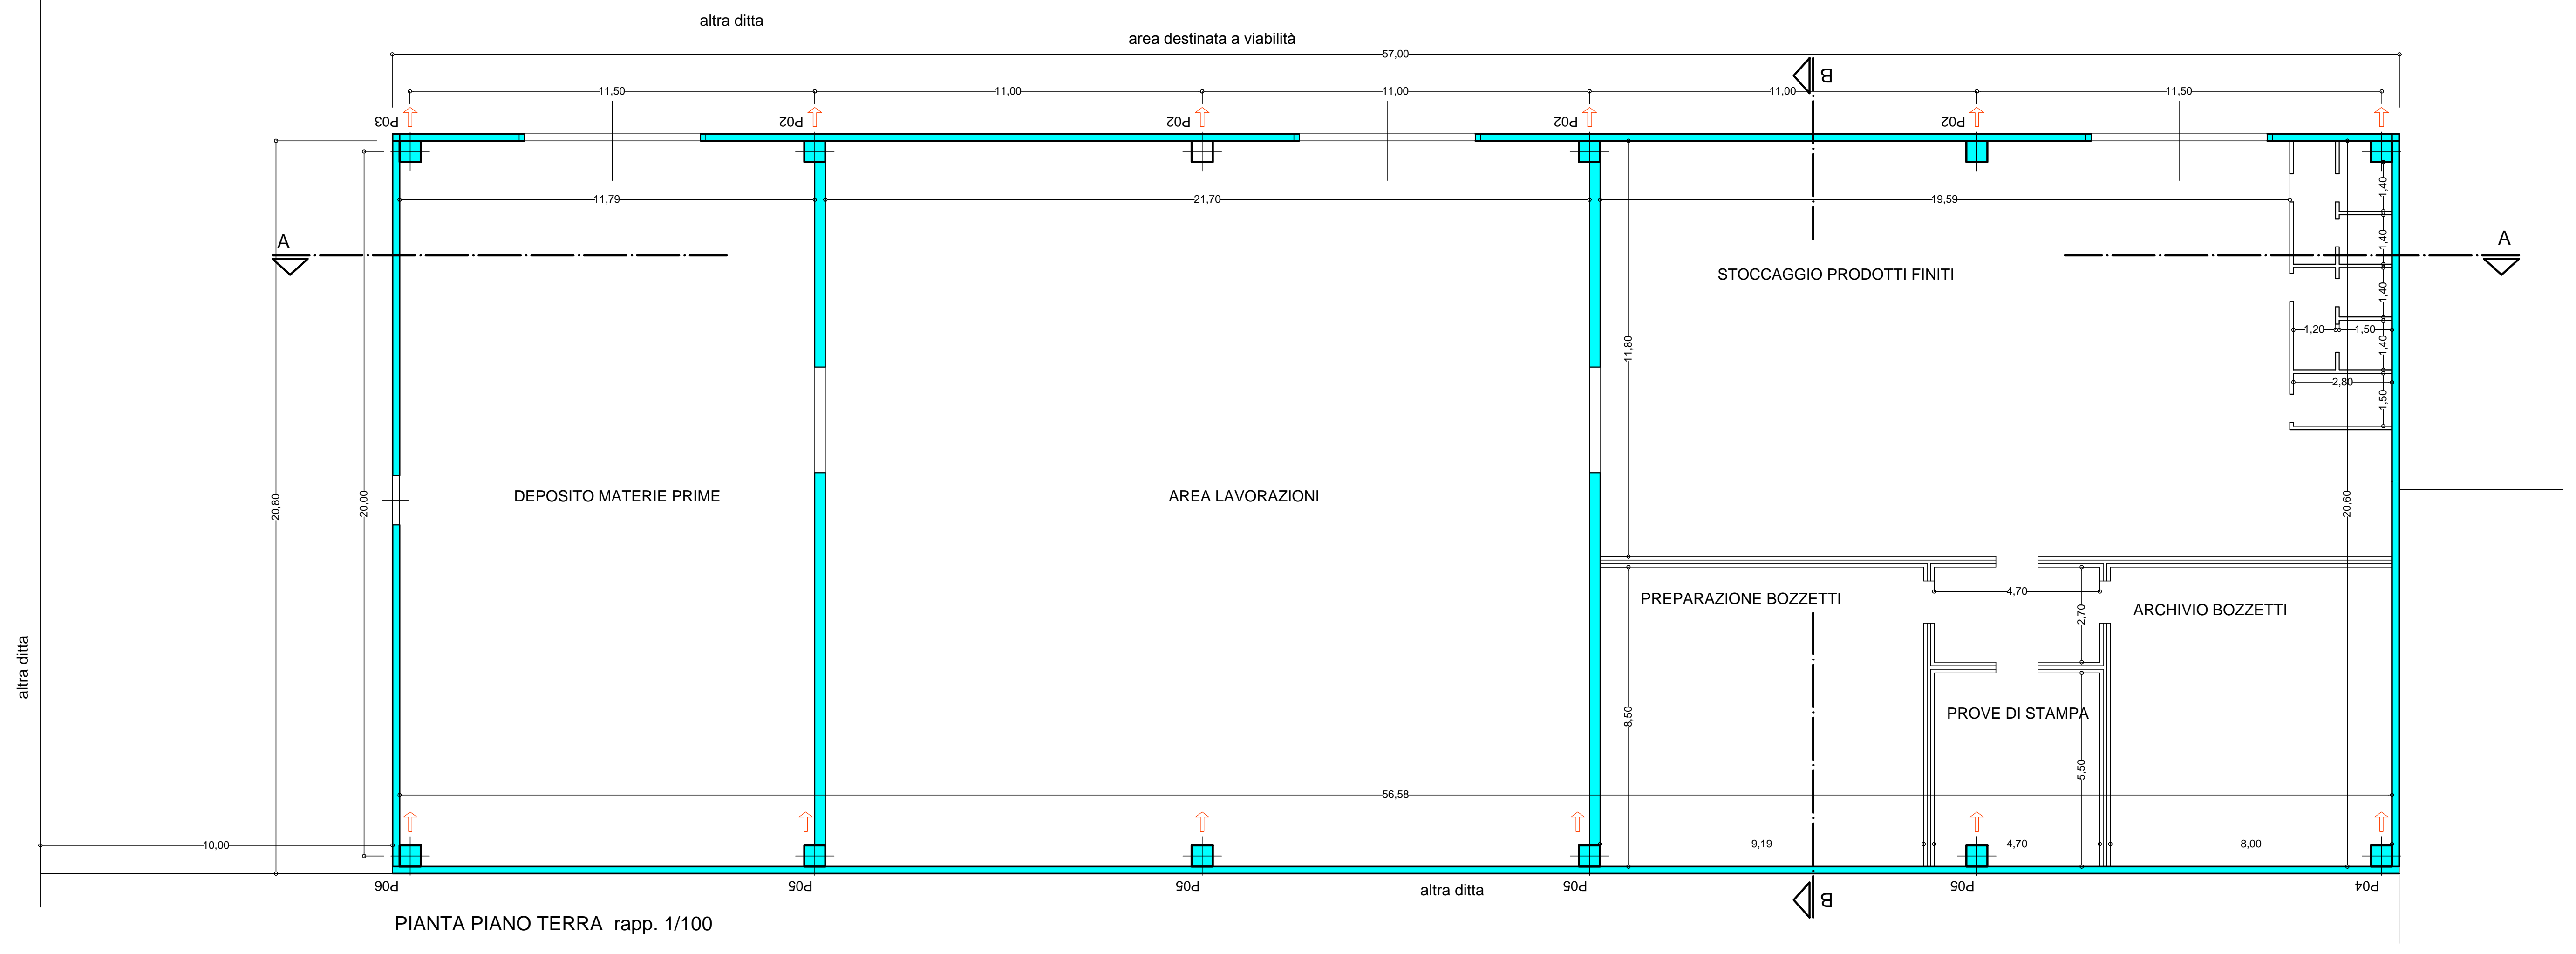 altra ditta
area destinata a viabilità
57,00
B
11,50
11,00
11,00
11,00
11,50
P03
P02
P02
P02
P02
11,79
21,70
19,59
1,40
A
A
1,40
STOCCAGGIO PRODOTTI FINITI
1,40
1,20
1,50
11,80
1,40
2,80
1,50
DEPOSITO MATERIE PRIME
AREA LAVORAZIONI
20,80
20,00
20,60
PREPARAZIONE BOZZETTI
4,70
2,70
ARCHIVIO BOZZETTI
altra ditta
8,50
PROVE DI STAMPA
5,50
56,58
10,00
9,19
4,70
8,00
P06
P05
P05
altra ditta
P05
B
P05
P04
PIANTA PIANO TERRA rapp. 1/100